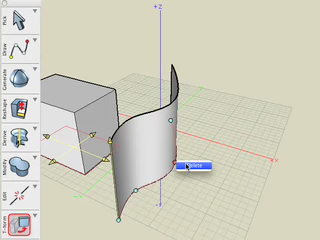 Pick
Draw
Generate
Reshape
Derive
Modify
Edit
T-form
z
+x